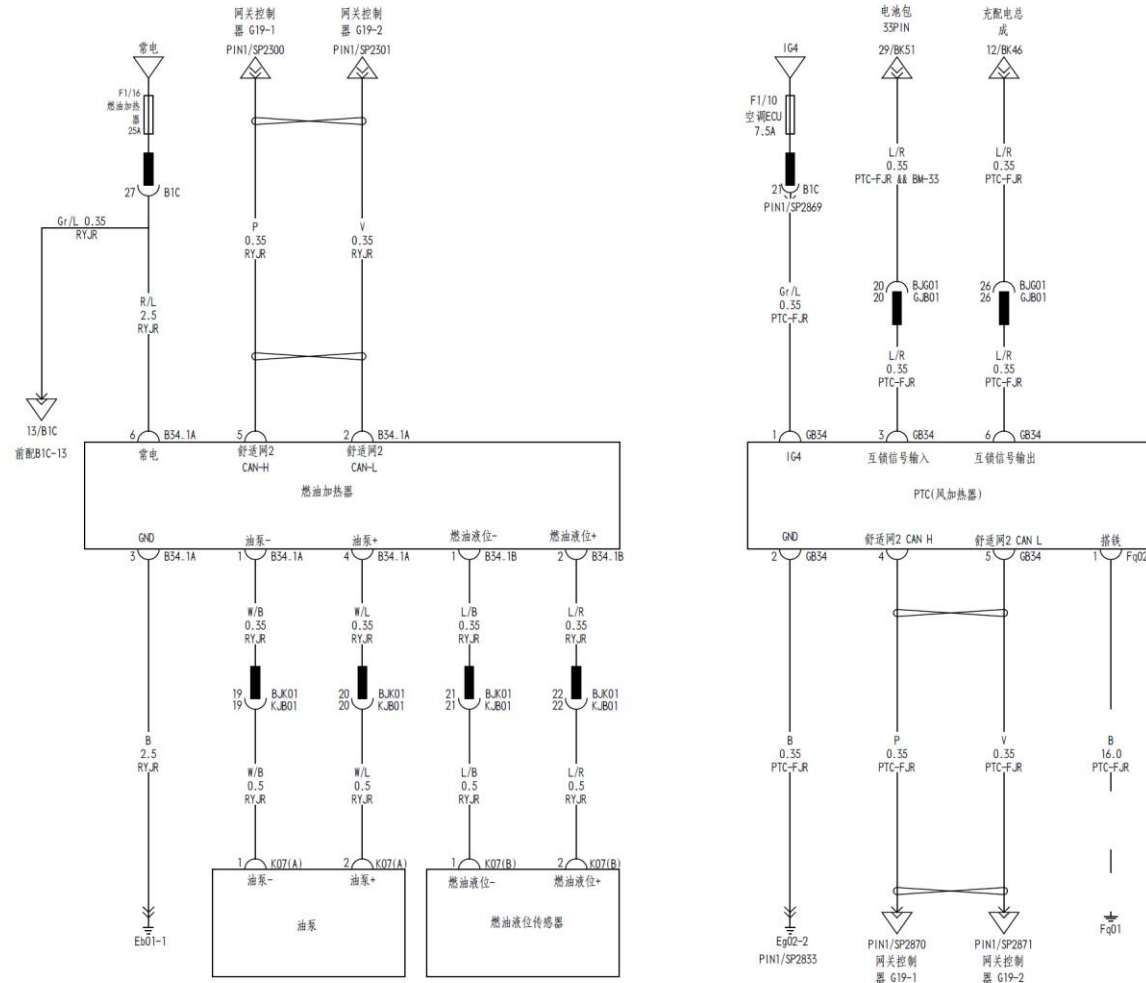 网关控制
器 G19-1
PIN1/SP2300
网关控制
器 G19-2
PIN1/SP2301
常电
F1/16
燃油加热
器
25A
27 B1C
Gr/L 0.35
RYJR
P
0.35
RYJR
V
0.35
RYJR
R/L
2.5
RYJR
13/B1C
前配B1C-13
6 B34.1A
5
2 B34.1A
常电
舒适网2
CAN-H
舒适网2
CAN-L
燃油加热器
GND
油泵-
油泵+
燃油液位-
燃油液位+
3 B34.1A
1 B34.1A
4 B34.1A
1 B34.1B
2 B34.1B
W/B
0.35
RYJR
W/L
0.35
RYJR
L/B
0.35
RYJR
L/R
0.35
RYJR
19 BJK01
19 KJB01
20 BJK01
20 KJB01
21 BJK01
21 KJB01
22 BJK01
22 KJB01
B
2.5
RYJR
W/B
0.5
RYJR
W/L
0.5
RYJR
L/B
0.5
RYJR
L/R
0.5
RYJR
1 K07(A)
2 K07(A)
1 K07(B)
2 K07(B)
油泵-
油泵+
燃油液位-
燃油液位+
油泵
燃油液位传感器
Eb01-1
IG4
电池包
33PIN
29/BK51
充配电总
成
12/BK46
F1/10
空调ECU
7.5A
21 B1C
PIN1/SP2869
L/R
0.35
PTC-FJR && BM-33
L/R
0.35
PTC-FJR
Gr/L
0.35
PTC-FJR
20 BJG01
20 GJB01
26 BJG01
26 GJB01
L/R
0.35
PTC-FJR
L/R
0.35
PTC-FJR
1 GB34
3 GB34
6 GB34
IG4
互锁信号输入
互锁信号输出
PTC(风加热器)
GND
舒适网2 CAN H
舒适网2 CAN L
搭铁
2 GB34
4
5 GB34
1 Fq02
B
0.35
PTC-FJR
P
0.35
PTC-FJR
V
0.35
PTC-FJR
B
16.0
PTC-FJR
Eg02-2
PIN1/SP2833
PIN1/SP2870
网关控制
器 G19-1
PIN1/SP2871
网关控制
器 G19-2
Fq01